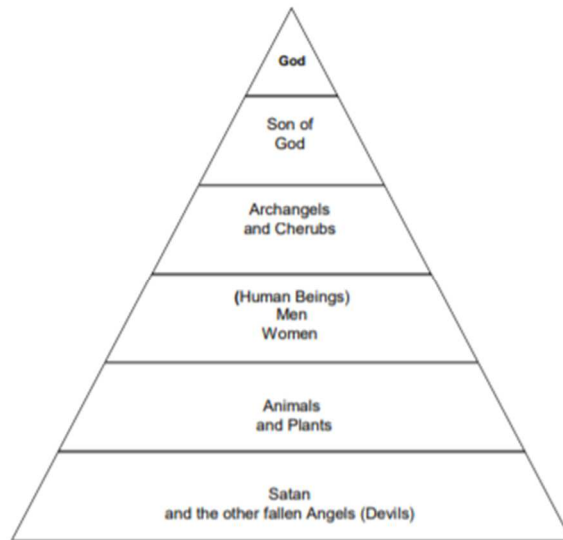 God
Son of
God
Archangels
and Cherubs
(Human Beings)
Men
Women
Animals
and Plants
Satan
and the other fallen Angels (Devils)